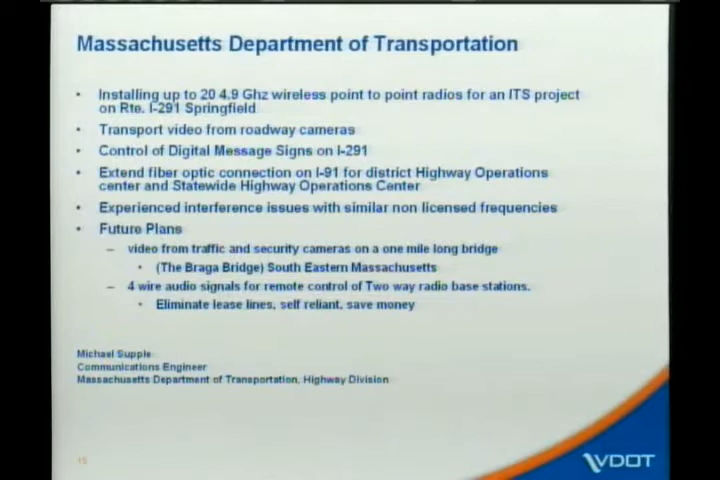 Massachusetts Department of Transportation
• Installing up to 20 4.9 Ghz wireless point to point radios for an ITS project
on Rte. I-291 Springfield
• Transport video from roadway cameras
• Control of Digital Message Signs on I-291
• Extend fiber optic connection on I-91 for district Highway Operations
center and Statewide Highway Operations Center
• Experienced interference issues with similar non licensed frequencies
• Future Plans
– video from traffic and security cameras on a one mile long bridge
• (The Braga Bridge) South Eastern Massachusetts
– 4 wire audio signals for remote control of Two way radio base stations.
• Eliminate lease lines, self reliant, save money
Michael Supple
Communications Engineer
Massachusetts Department of Transportation, Highway Division
15
VDOT